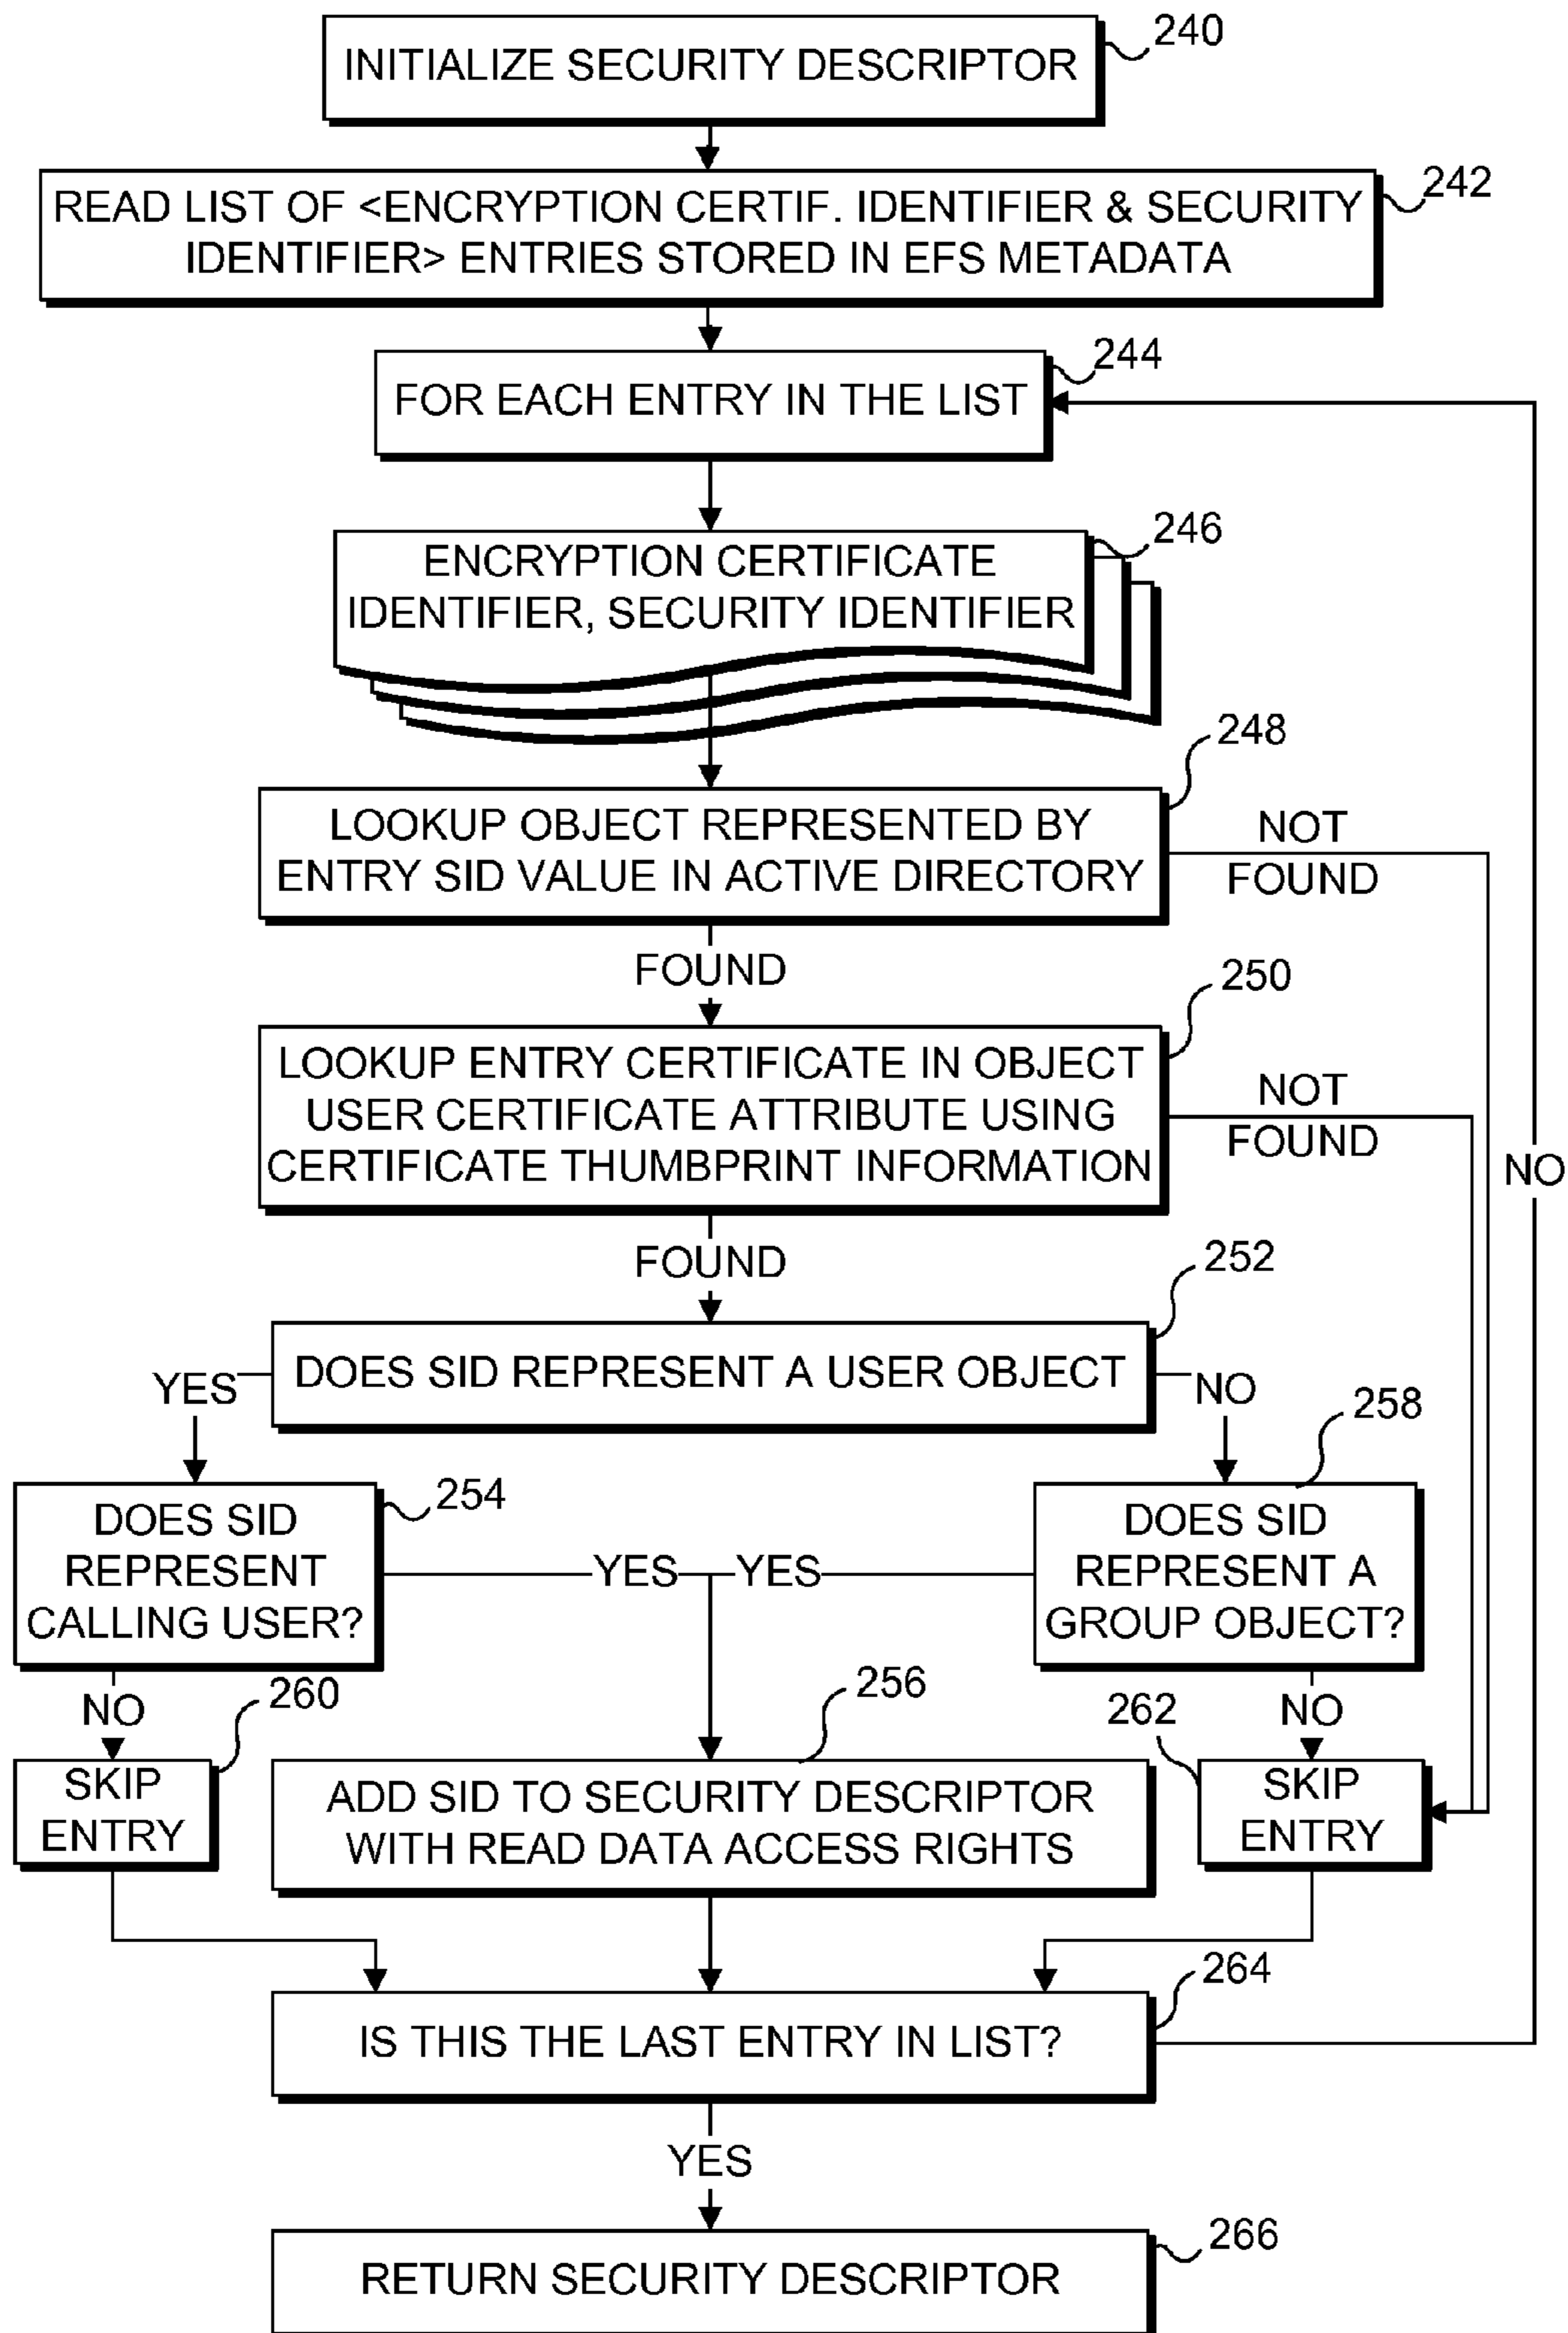 240
INITIALIZE SECURITY DESCRIPTOR
242
READ LIST OF <ENCRYPTION CERTIF. IDENTIFIER & SECURITY
IDENTIFIER> ENTRIES STORED IN EFS METADATA
244
FOR EACH ENTRY IN THE LIST
246
ENCRYPTION CERTIFICATE
IDENTIFIER, SECURITY IDENTIFIER
248
LOOKUP OBJECT REPRESENTED BY
ENTRY SID VALUE IN ACTIVE DIRECTORY
NOT
FOUND
FOUND
250
LOOKUP ENTRY CERTIFICATE IN OBJECT
USER CERTIFICATE ATTRIBUTE USING
CERTIFICATE THUMBPRINT INFORMATION
NOT
FOUND
NO
FOUND
252
DOES SID REPRESENT A USER OBJECT
YES
NO
258
254
DOES SID
REPRESENT
CALLING USER?
YES
YES
DOES SID
REPRESENT A
GROUP OBJECT?
NO
260
256
262
NO
SKIP
ENTRY
ADD SID TO SECURITY DESCRIPTOR
WITH READ DATA ACCESS RIGHTS
SKIP
ENTRY
264
IS THIS THE LAST ENTRY IN LIST?
YES
266
RETURN SECURITY DESCRIPTOR